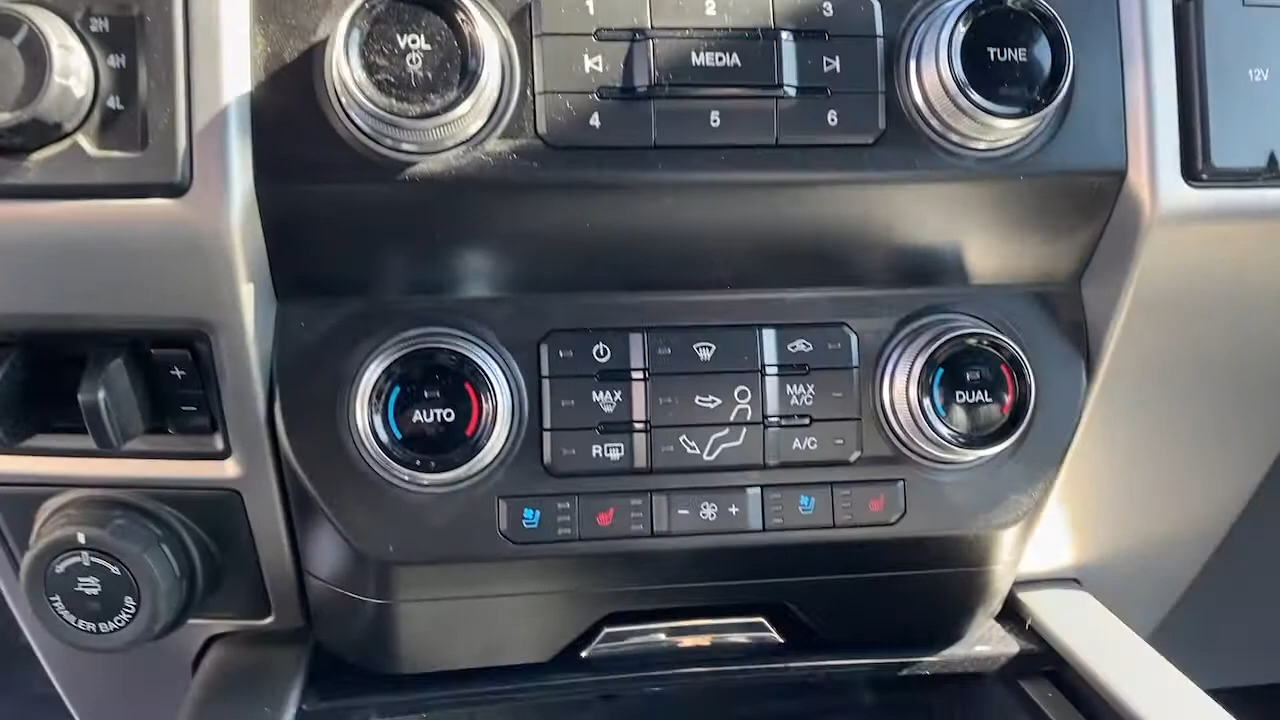 2H
4H
4L
VOL
1
2
3
MEDIA
4
5
6
TUNE
12V
+
−
AUTO
MAX
R
MAX
A/C
A/C
DUAL
− +
TRAILER BACKUP